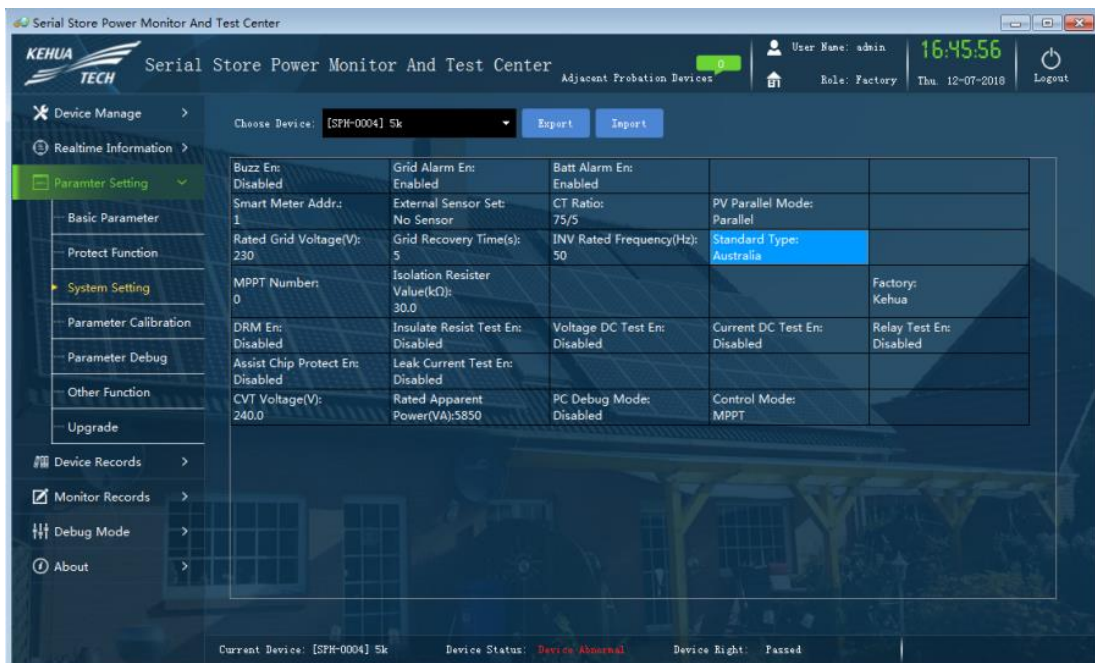 Serial Store Power Monitor And Test Center
KEHUA TECH
Serial Store Power Monitor And Test Center
Adjacent Probation Devices
0
User Name: admin
Role: Factory
16:45:56
Thu. 12-07-2018
Logout
Device Manage
Realtime Information
Paramter Setting
Basic Parameter
Protect Function
System Setting
Parameter Calibration
Parameter Debug
Other Function
Upgrade
Device Records
Monitor Records
Debug Mode
About
Choose Device: [SPH-0004] 5k
Export
Import
Buzz En:
Disabled
Grid Alarm En:
Enabled
Batt Alarm En:
Enabled
Smart Meter Addr.:
1
External Sensor Set:
No Sensor
CT Ratio:
75/5
PV Parallel Mode:
Parallel
Rated Grid Voltage(V):
230
Grid Recovery Time(s):
5
INV Rated Frequency(Hz):
50
Standard Type:
Australia
MPPT Number:
0
Isolation Resister
Value(kΩ):
30.0
Factory:
Kehua
DRM En:
Disabled
Insulate Resist Test En:
Disabled
Voltage DC Test En:
Disabled
Current DC Test En:
Disabled
Relay Test En:
Disabled
Assist Chip Protect En:
Disabled
Leak Current Test En:
Disabled
CVT Voltage(V):
240.0
Rated Apparent
Power(VA):5850
PC Debug Mode:
Disabled
Control Mode:
MPPT
Current Device: [SPH-0004] 5k
Device Status: Device Abnormal
Device Right: Passed